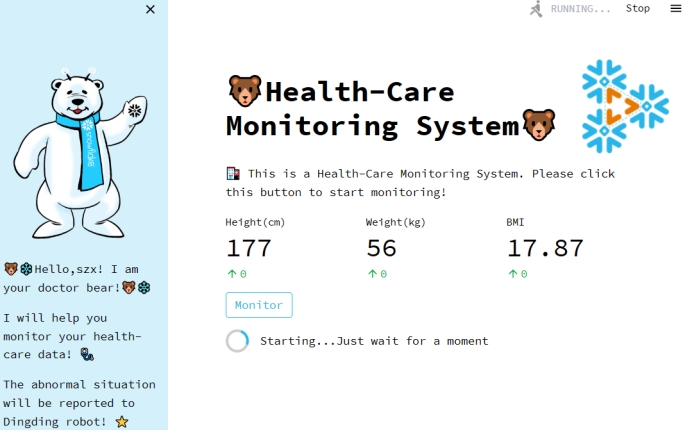 RUNNING...
Stop
🐻Health-Care
Monitoring System🐻
🏥 This is a Health-Care Monitoring System. Please click
this button to start monitoring!
Height(cm)
177
↑ 0
Weight(kg)
56
↑ 0
BMI
17.87
↑ 0
Monitor
Starting...Just wait for a moment
snowflake
🐻❄️Hello,szx! I am
your doctor bear!🐻❄️
I will help you
monitor your health-
care data! 🩺
The abnormal situation
will be reported to
Dingding robot! ⭐